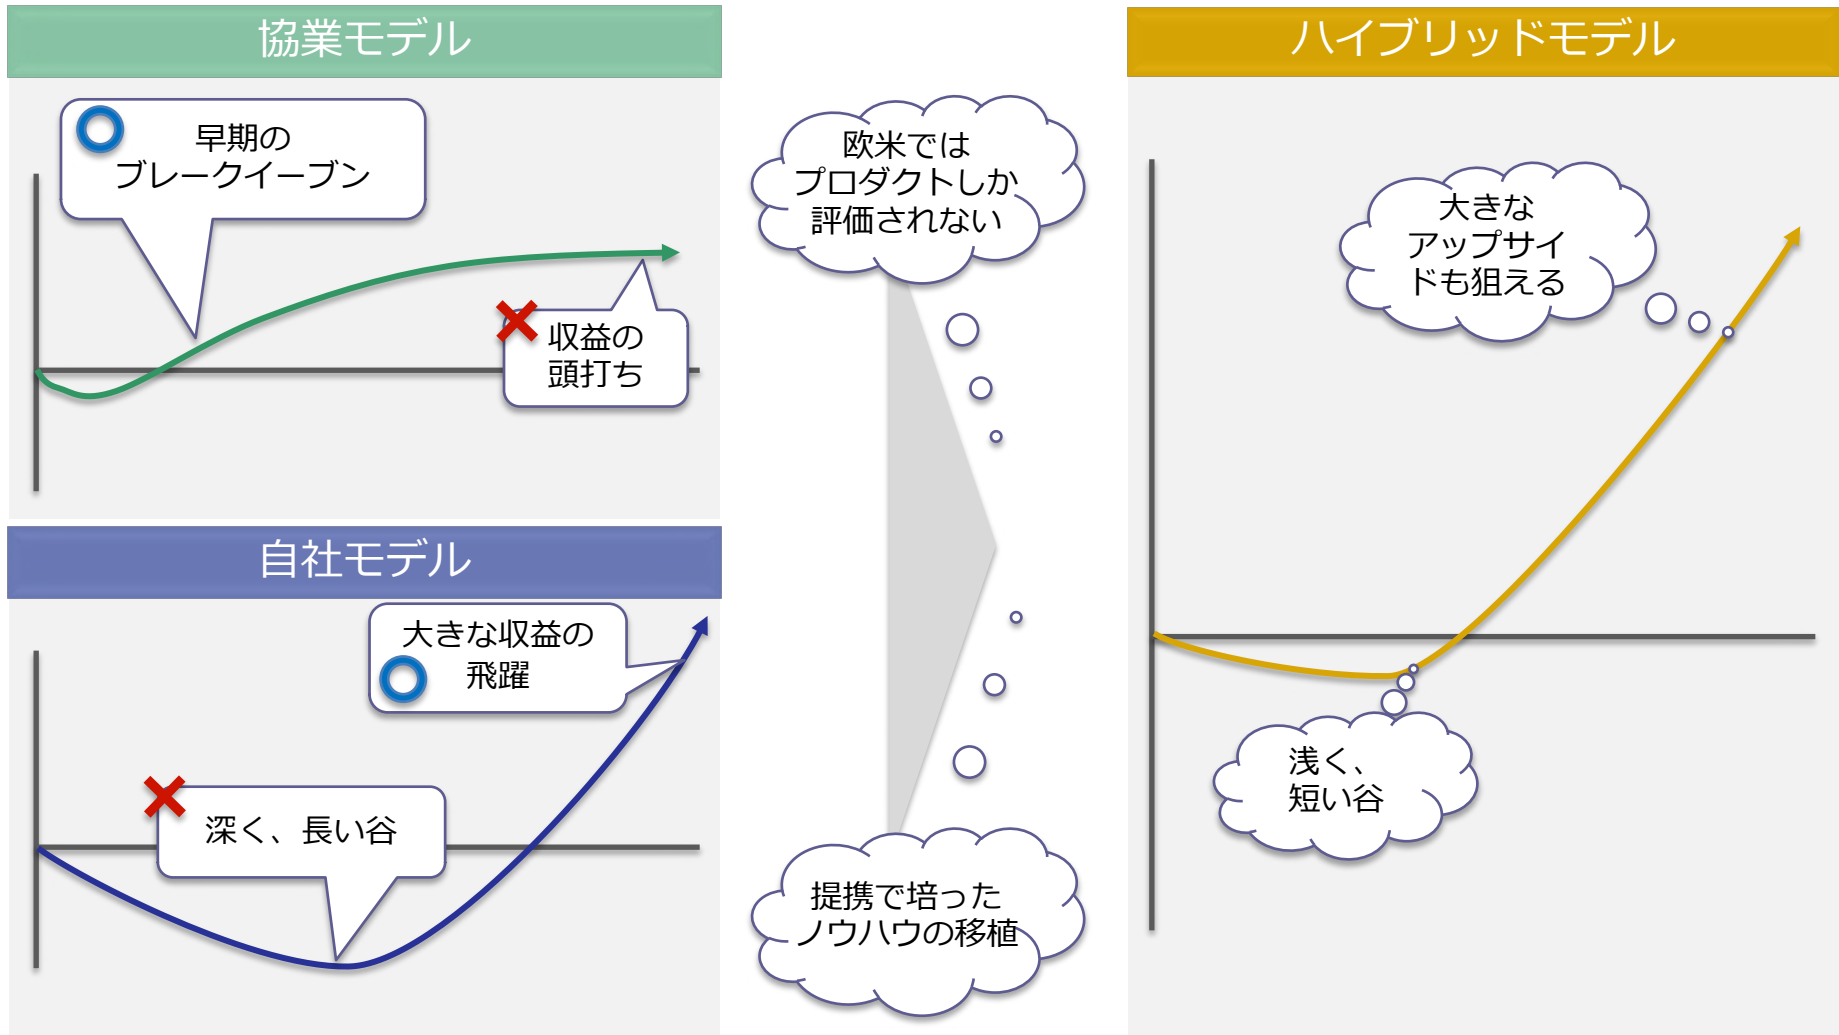 協業モデル
早期の
ブレークイーブン
収益の
頭打ち
自社モデル
大きな収益の
飛躍
深く、長い谷
欧米では
プロダクトしか
評価されない
提携で培った
ノウハウの移植
ハイブリッドモデル
大きな
アップサイ
ドも狙える
浅く、
短い谷